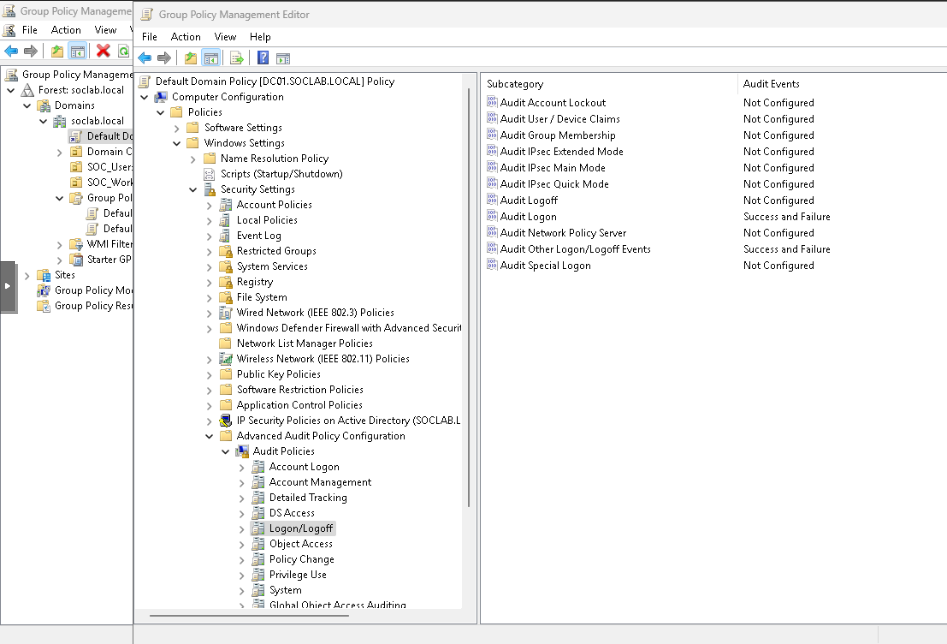 Group Policy Management
File Action View
Group Policy Manageme
Forest: soclab.local
Domains
soclab.local
Default Do
Domain C
SOC_User
SOC_Work
Group Pol
Defaul
Defaul
WMI Filter
Starter GP
Sites
Group Policy Mod
Group Policy Resu
Group Policy Management Editor
File Action View Help
Default Domain Policy [DC01.SOCLAB.LOCAL] Policy
Computer Configuration
Policies
Software Settings
Windows Settings
Name Resolution Policy
Scripts (Startup/Shutdown)
Security Settings
Account Policies
Local Policies
Event Log
Restricted Groups
System Services
Registry
File System
Wired Network (IEEE 802.3) Policies
Windows Defender Firewall with Advanced Securit
Network List Manager Policies
Wireless Network (IEEE 802.11) Policies
Public Key Policies
Software Restriction Policies
Application Control Policies
IP Security Policies on Active Directory (SOCLAB.L
Advanced Audit Policy Configuration
Audit Policies
Account Logon
Account Management
Detailed Tracking
DS Access
Logon/Logoff
Object Access
Policy Change
Privilege Use
System
Global Object Access Auditing
Subcategory Audit Events
Audit Account Lockout Not Configured
Audit User / Device Claims Not Configured
Audit Group Membership Not Configured
Audit IPsec Extended Mode Not Configured
Audit IPsec Main Mode Not Configured
Audit IPsec Quick Mode Not Configured
Audit Logoff Not Configured
Audit Logon Success and Failure
Audit Network Policy Server Not Configured
Audit Other Logon/Logoff Events Success and Failure
Audit Special Logon Not Configured